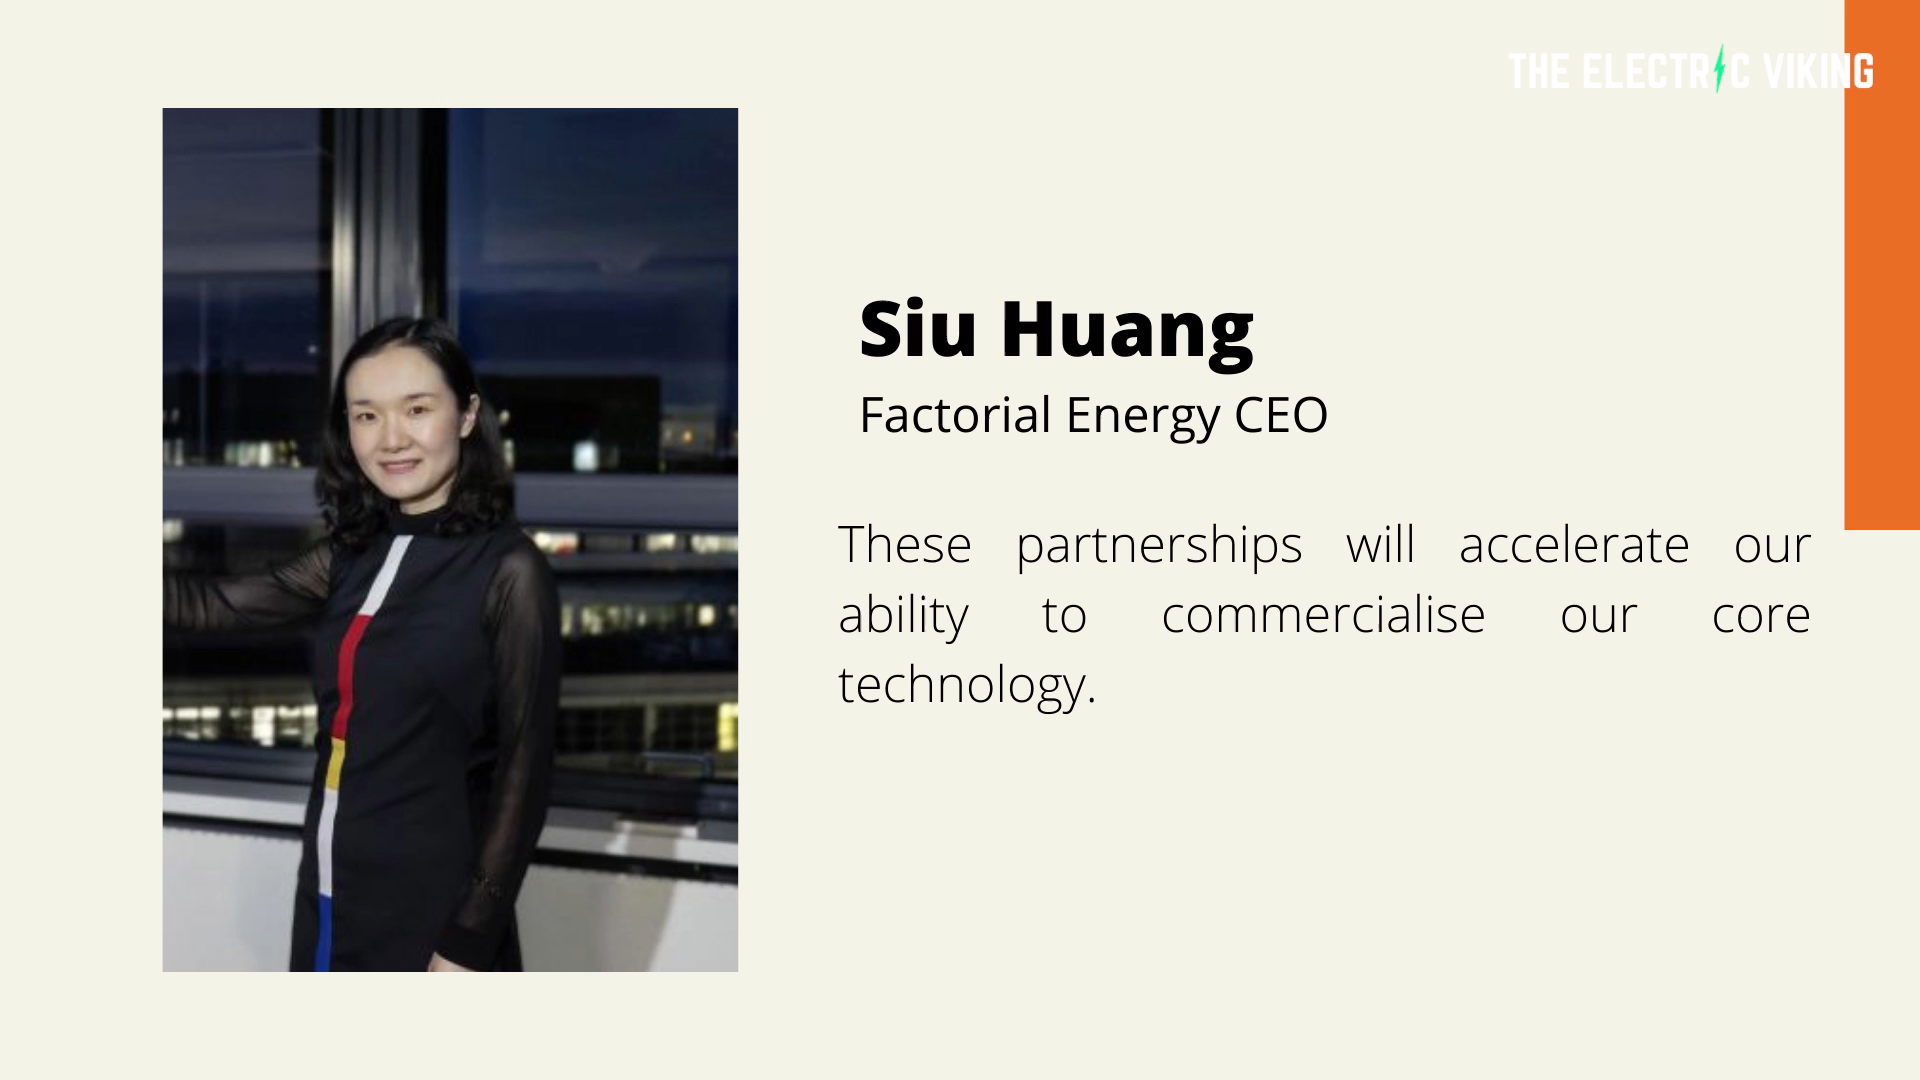 THE ELECTRIC VIKING
Siu Huang
Factorial Energy CEO
These partnerships will accelerate our
ability to commercialise our core
technology.